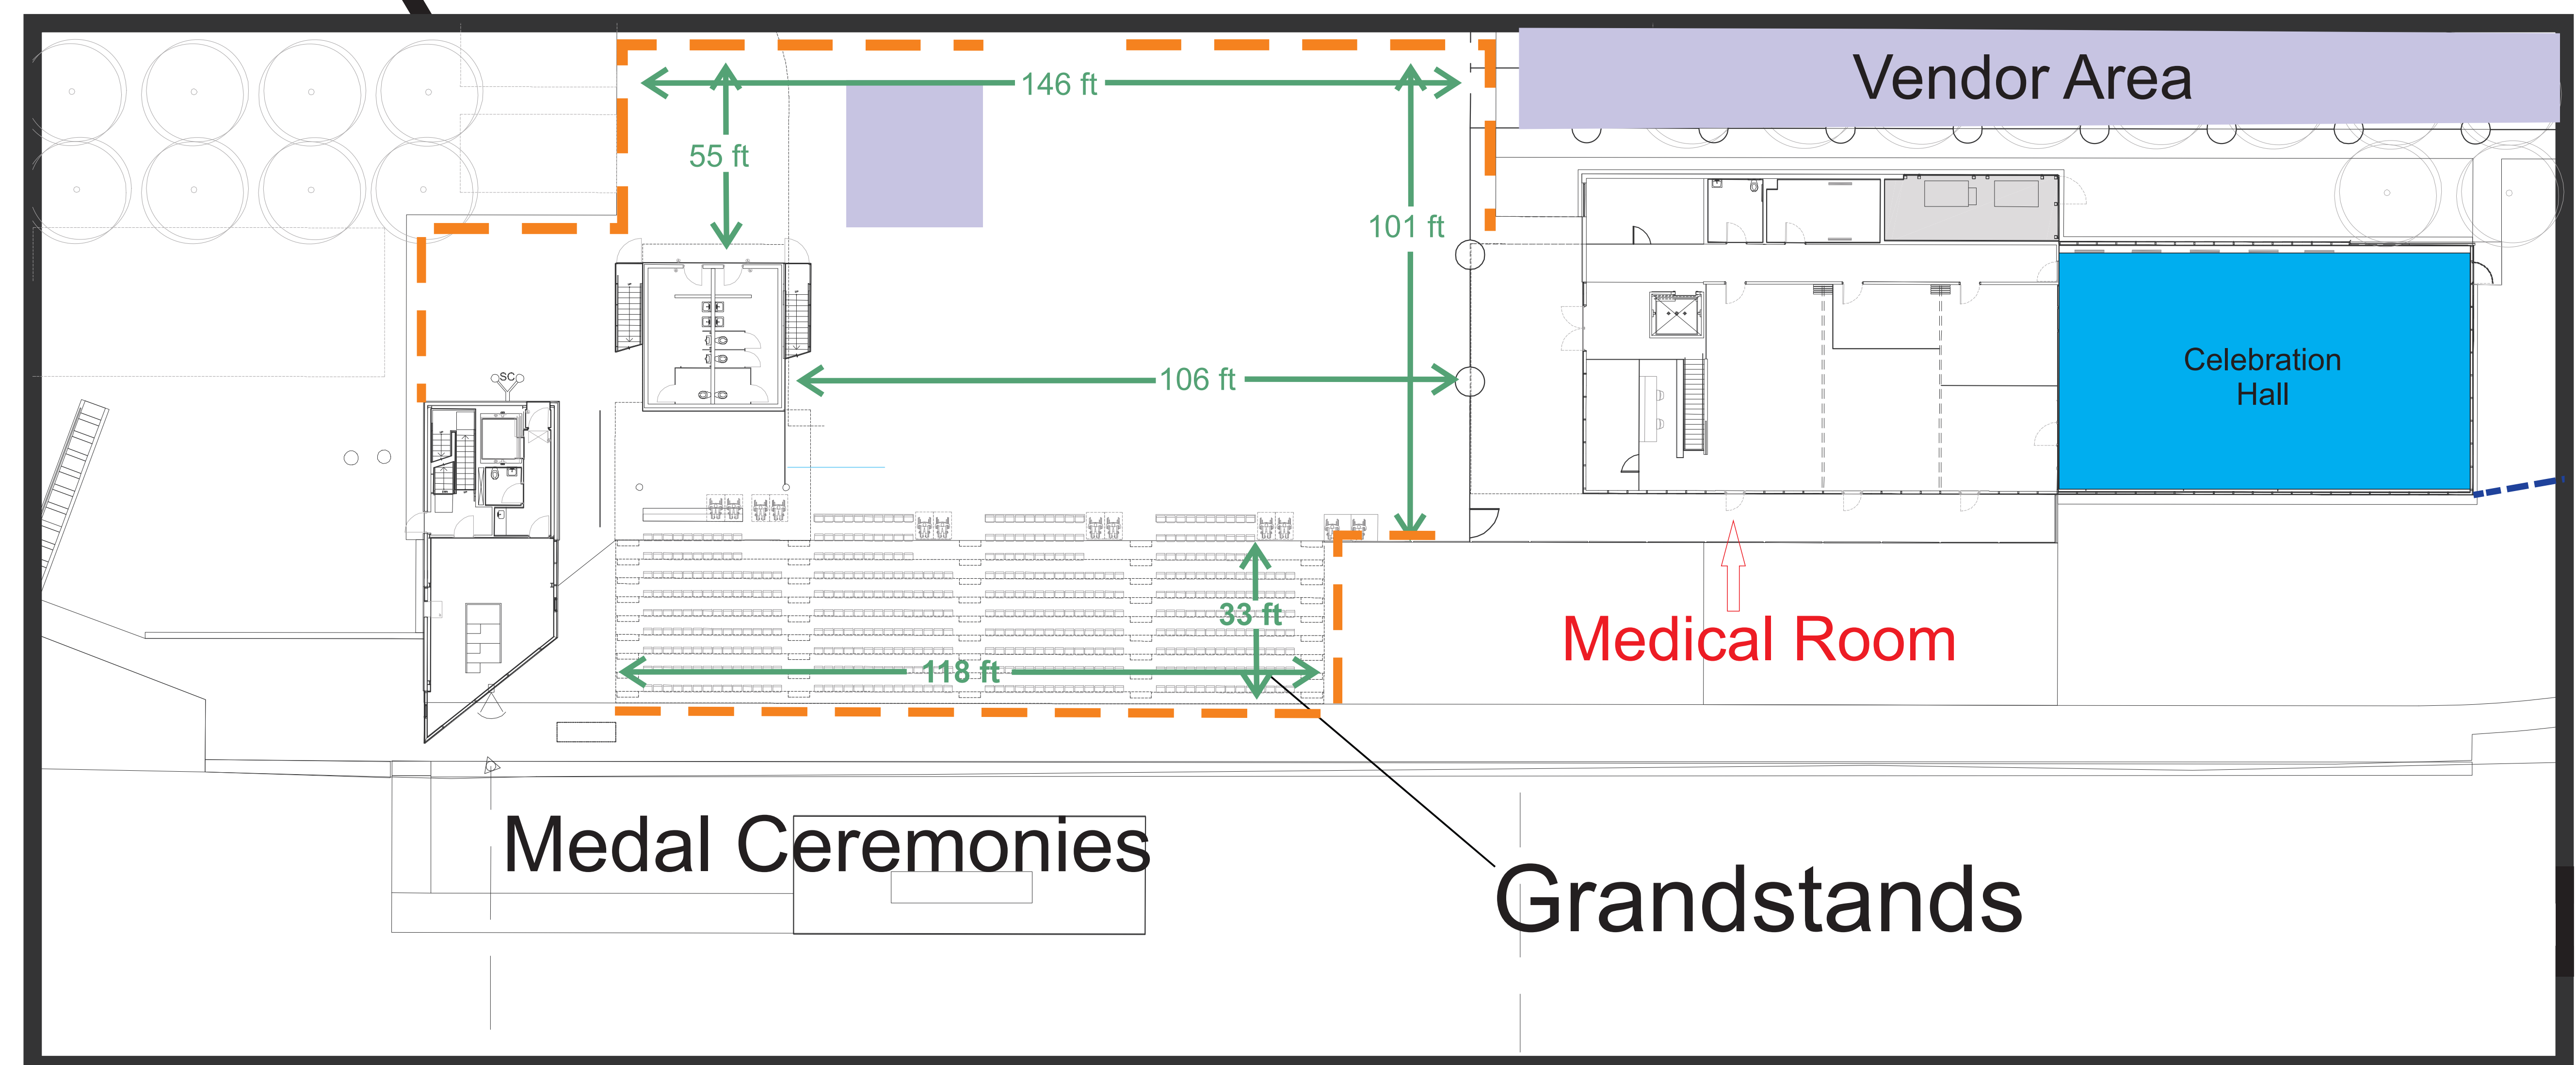 Vendor Area
146 ft
55 ft
101 ft
106 ft
Celebration
Hall
SC
33 ft
118 ft
Medical Room
Medal Ceremonies
Grandstands